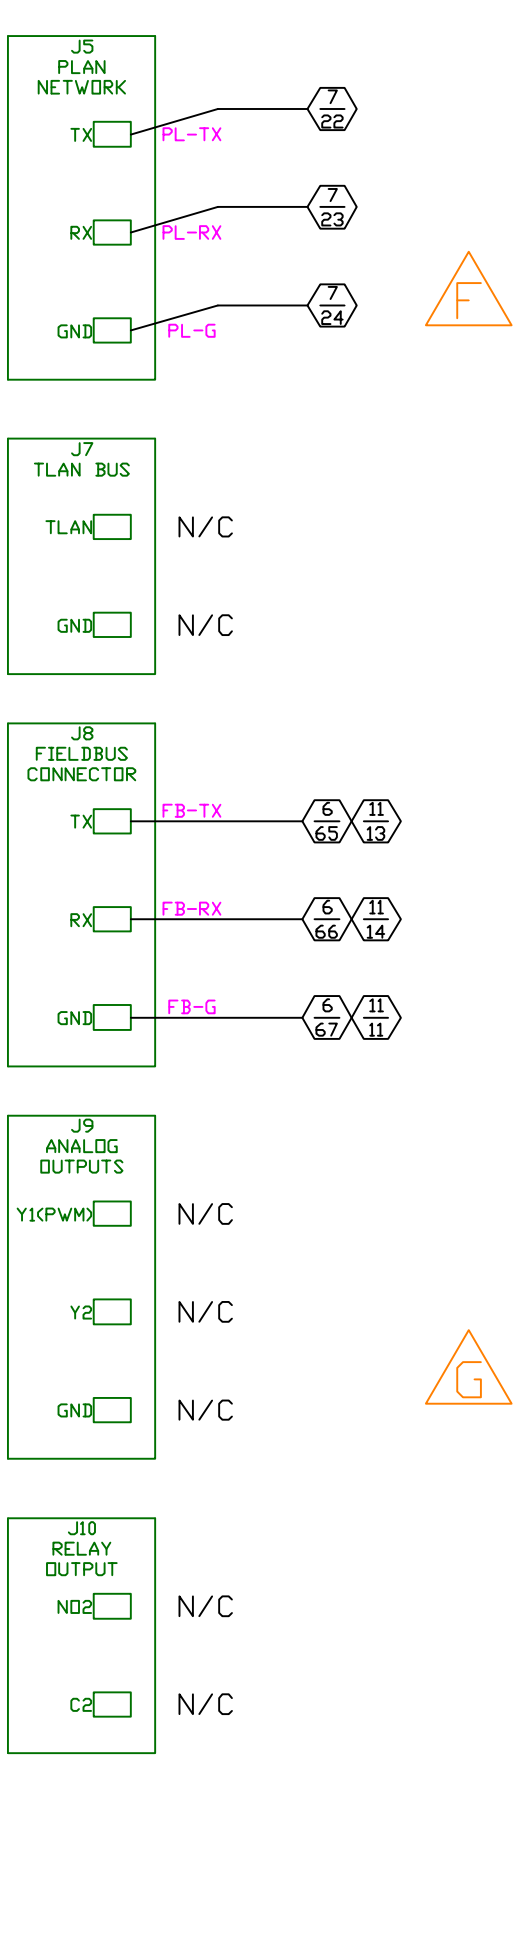 J5
PLAN
NETWORK
7
22
TX
PL-TX
7
23
RX
PL-RX
F
7
24
GND
PL-G
J7
TLAN BUS
TLAN
N/C
GND
N/C
J8
FIELDBUS
CONNECTOR
FB-TX
6
65
11
13
TX
FB-RX
6
66
11
14
RX
FB-G
6
67
11
11
GND
J9
ANALOG
OUTPUTS
Y1(PWM)
N/C
Y2
N/C
G
GND
N/C
J10
RELAY
OUTPUT
NO2
N/C
C2
N/C